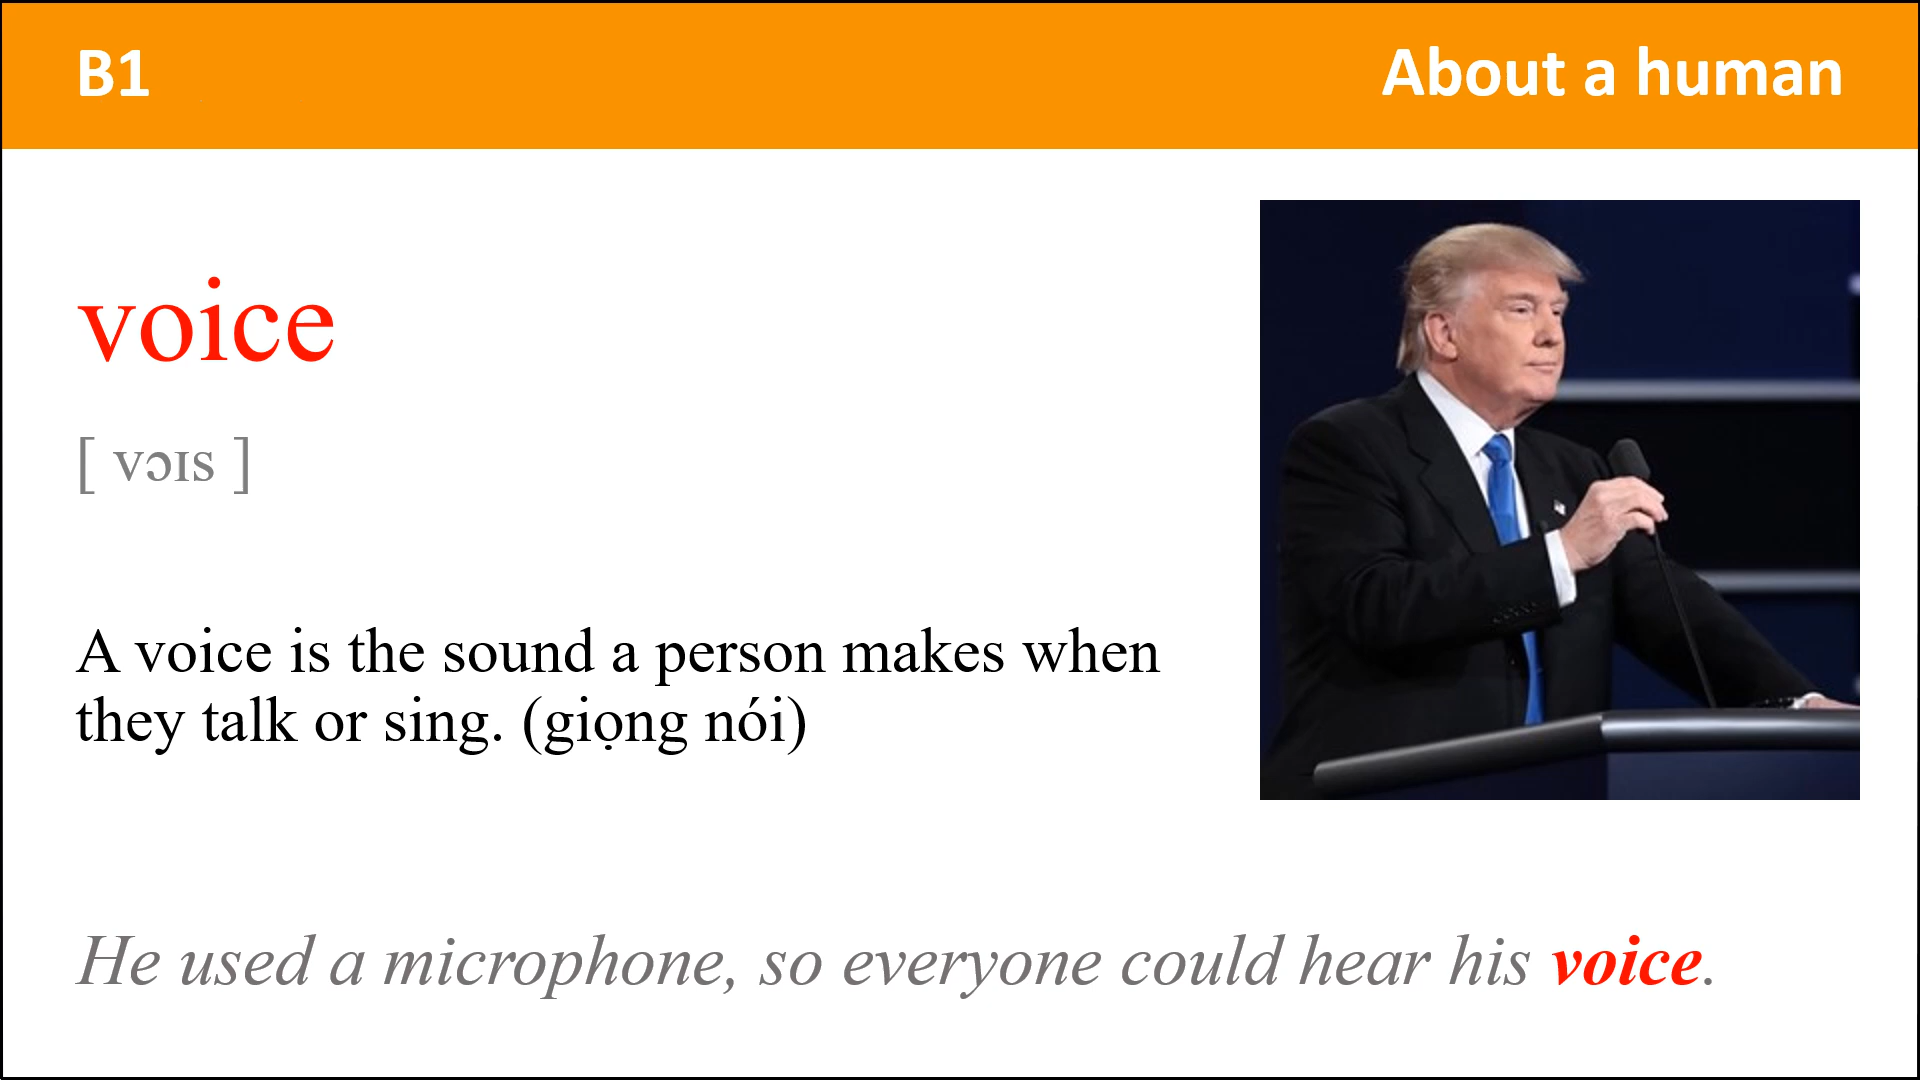 B1
About a human
voice
[ vɔɪs ]
A voice is the sound a person makes when
they talk or sing. (giọng nói)
He used a microphone, so everyone could hear his voice.